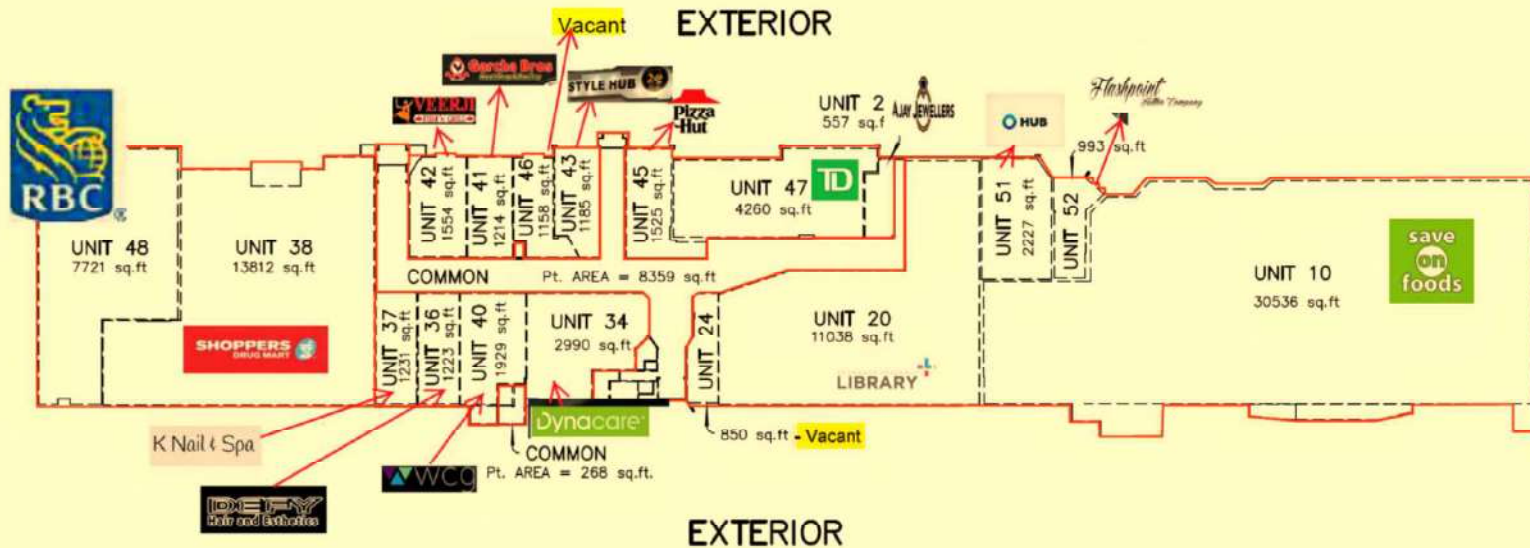 EXTERIOR
Vacant
Garcha Bros
STYLE HUB
VEERJI
Pizza
Hut
UNIT 2
557 sq.f
AJAY JEWELLERS
HUB
Flashpoint
993 sq.ft
RBC
®
UNIT 48
7721 sq.ft
UNIT 38
13812 sq.ft
SHOPPERS
DRUG MART
UNIT 42
1554 sq.ft
UNIT 41
1214 sq.ft
UNIT 46
1158 sq.ft
UNIT 43
1185 sq.ft
UNIT 45
1525 sq.ft
UNIT 47
4260 sq.ft
TD
UNIT 51
2227 sq.ft
UNIT 52
UNIT 10
30536 sq.ft
save
on
foods
COMMON Pt. AREA = 8359 sq.ft
UNIT 37
1231 sq.ft
UNIT 36
1223 sq.ft
UNIT 40
1929 sq.ft
UNIT 34
2990 sq.ft
UNIT 24
UNIT 20
11038 sq.ft
LIBRARY
K Nail & Spa
DEFY
Hair and Esthetics
wcg
Dynacare
850 sq.ft - Vacant
COMMON
Pt. AREA = 268 sq.ft.
EXTERIOR